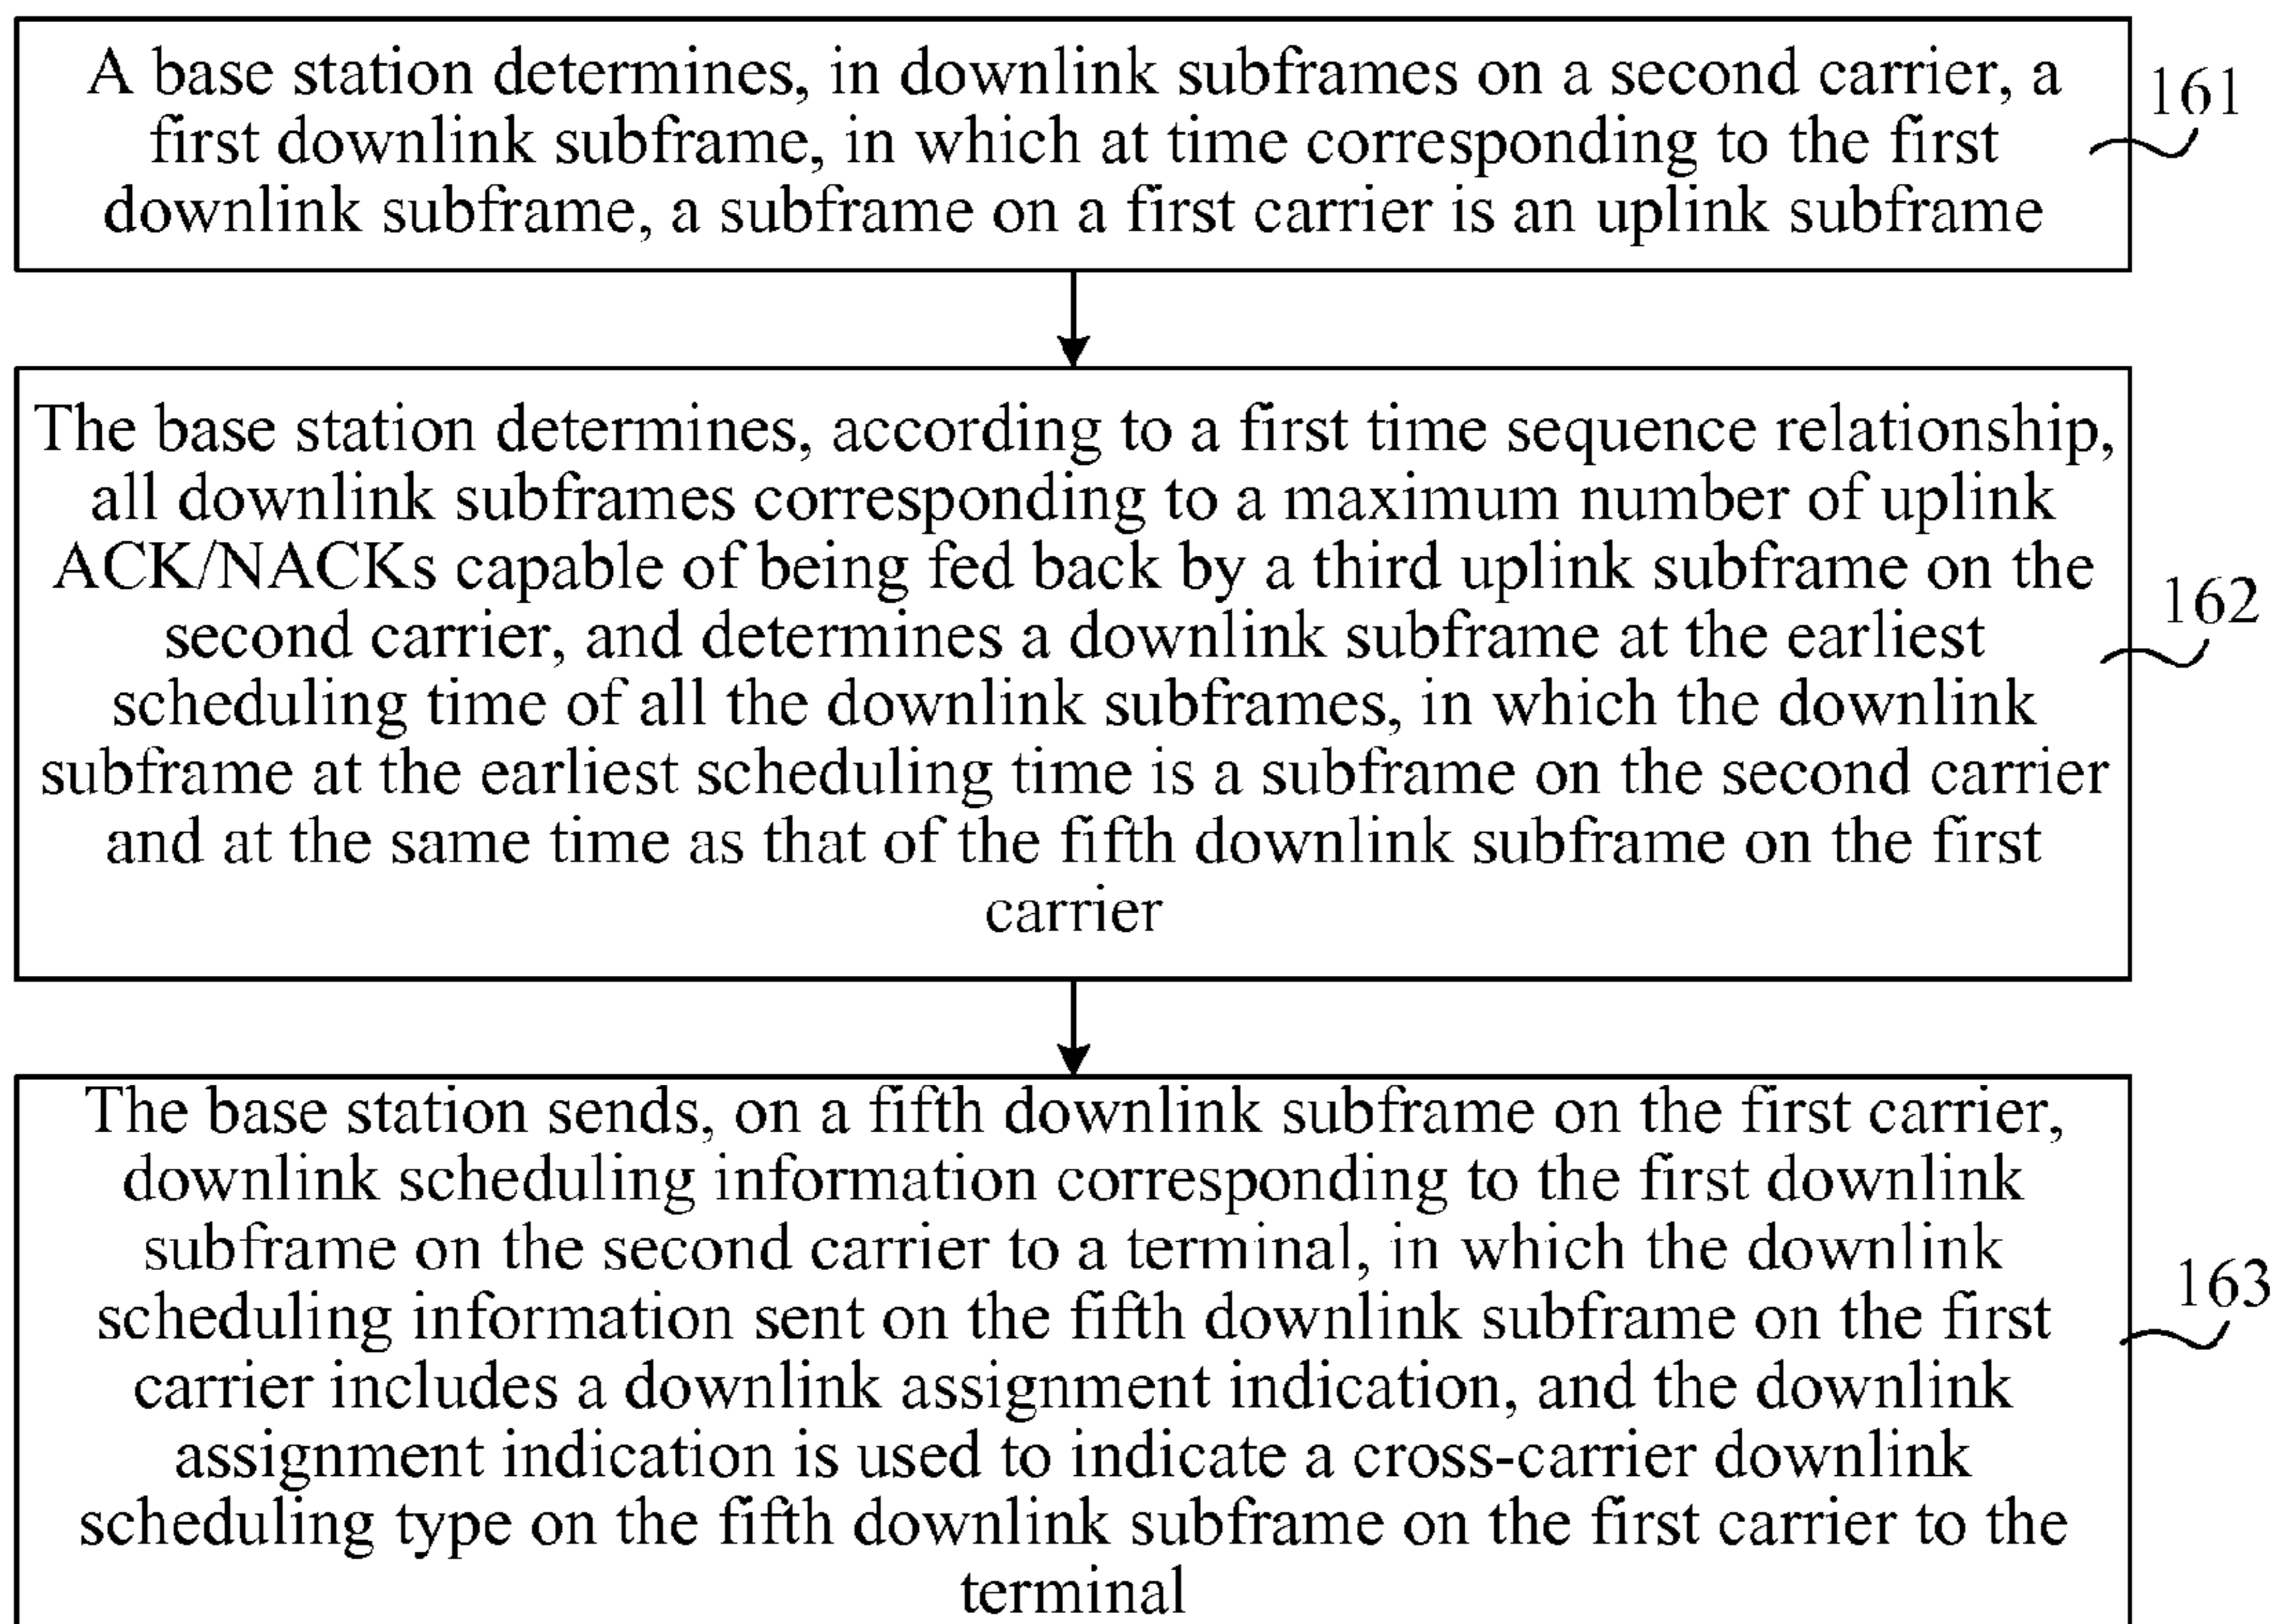 A base station determines, in downlink subframes on a second carrier, a
first downlink subframe, in which at time corresponding to the first
downlink subframe, a subframe on a first carrier is an uplink subframe
161
The base station determines, according to a first time sequence relationship,
all downlink subframes corresponding to a maximum number of uplink
ACK/NACKs capable of being fed back by a third uplink subframe on the
second carrier, and determines a downlink subframe at the earliest
scheduling time of all the downlink subframes, in which the downlink
subframe at the earliest scheduling time is a subframe on the second carrier
and at the same time as that of the fifth downlink subframe on the first
carrier
162
The base station sends, on a fifth downlink subframe on the first carrier,
downlink scheduling information corresponding to the first downlink
subframe on the second carrier to a terminal, in which the downlink
scheduling information sent on the fifth downlink subframe on the first
carrier includes a downlink assignment indication, and the downlink
assignment indication is used to indicate a cross-carrier downlink
scheduling type on the fifth downlink subframe on the first carrier to the
terminal
163